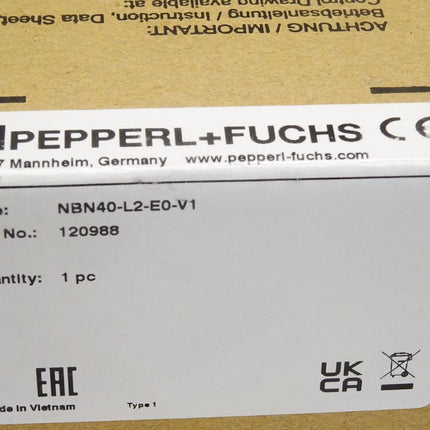 ACHTUNG / IMPORTANT:
Betriebsanleitung / Instruction, Data Sheet,
Control Drawing available at:
PEPPERL+FUCHS CE
7 Mannheim, Germany www.pepperl-fuchs.com
e: NBN40-L2-E0-V1
No.: 120988
antity: 1 pc
EAC
UK
CA
de in Vietnam Type 1